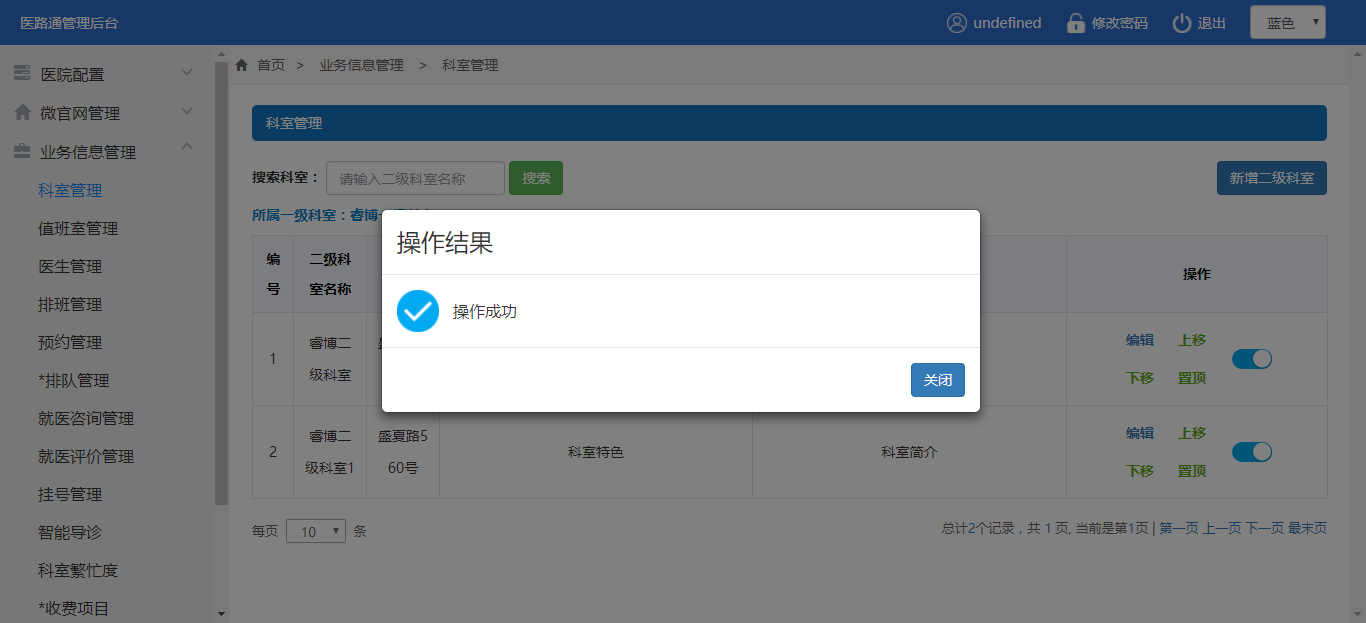 医路通管理后台
undefined
修改密码
退出
蓝色
医院配置
微官网管理
业务信息管理
科室管理
值班室管理
医生管理
排班管理
预约管理
*排队管理
就医咨询管理
就医评价管理
挂号管理
智能导诊
科室繁忙度
*收费项目
首页 > 业务信息管理 > 科室管理
科室管理
搜索科室：
请输入二级科室名称
搜索
新增二级科室
所属一级科室：睿博一
操作结果
操作成功
关闭
编
号
二级科
室名称
操作
1
睿博二
级科室
编辑 上移
下移 置顶
2
睿博二
级科室1
盛夏路5
60号
科室特色
科室简介
编辑 上移
下移 置顶
每页 10 条
总计2个记录，共 1 页, 当前是第1页 | 第一页 上一页 下一页 最末页